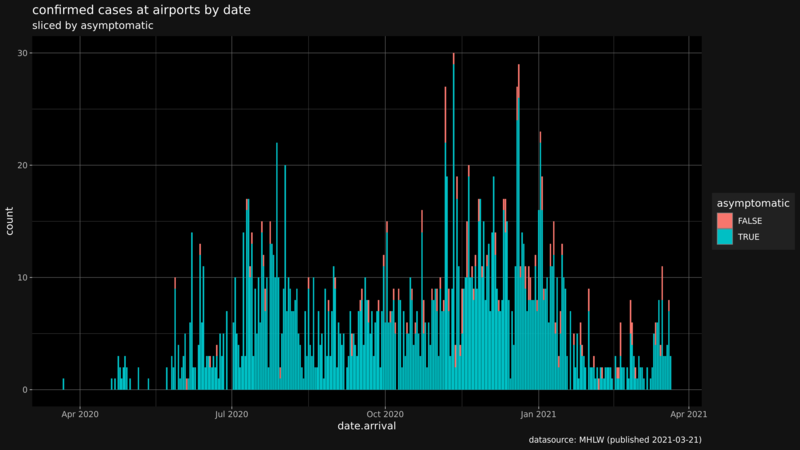 confirmed cases at airports by date
sliced by asymptomatic
30
20
10
0
count
Apr 2020
Jul 2020
Oct 2020
Jan 2021
Apr 2021
date.arrival
asymptomatic
FALSE
TRUE
datasource: MHLW (published 2021-03-21)